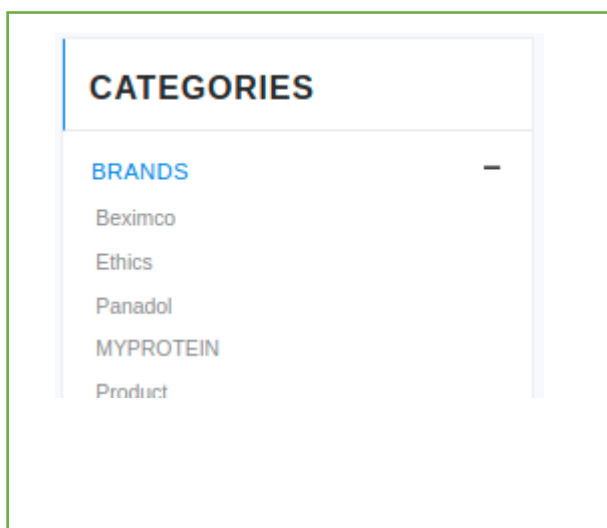 CATEGORIES
BRANDS
Beximco
Ethics
Panadol
MYPROTEIN
Product